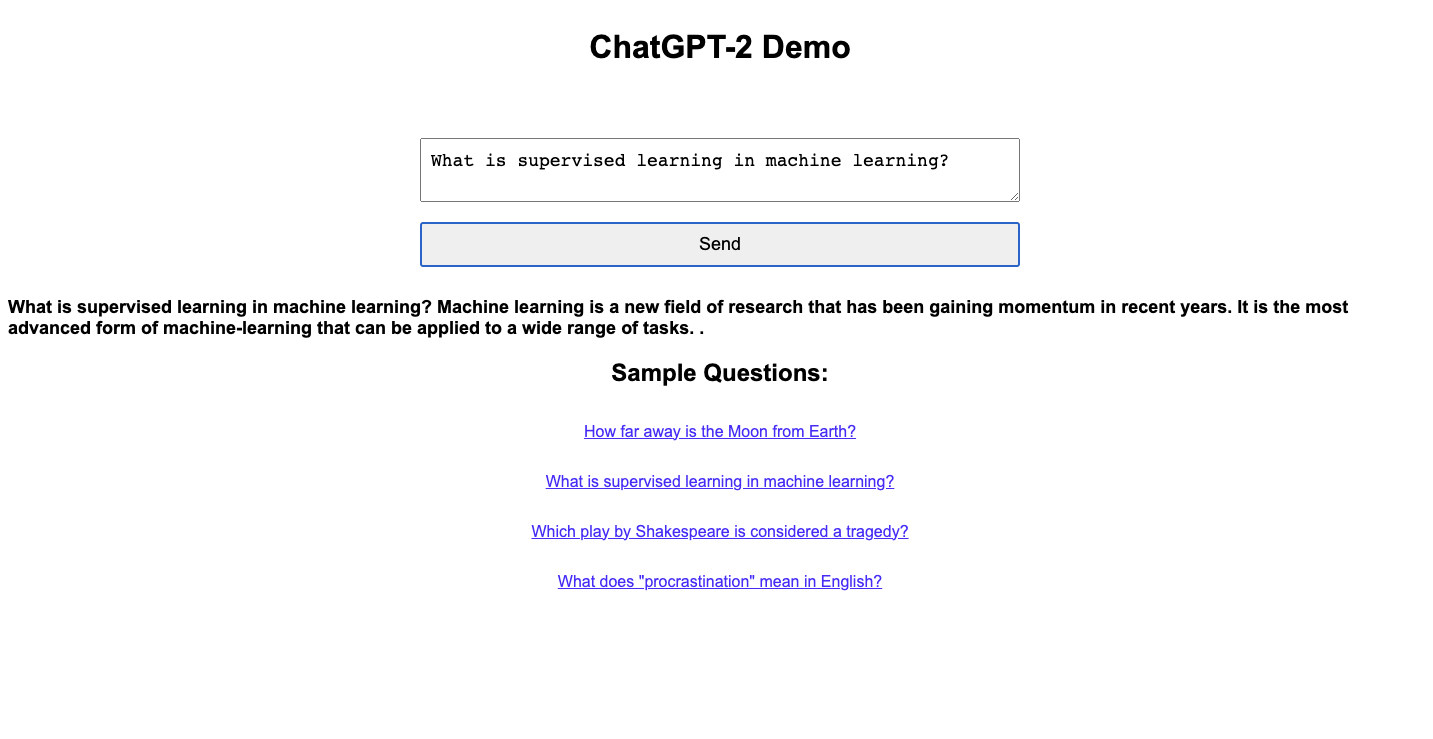 ChatGPT-2 Demo
What is supervised learning in machine learning?
Send
What is supervised learning in machine learning? Machine learning is a new field of research that has been gaining momentum in recent years. It is the most
advanced form of machine-learning that can be applied to a wide range of tasks. .
Sample Questions:
How far away is the Moon from Earth?
What is supervised learning in machine learning?
Which play by Shakespeare is considered a tragedy?
What does "procrastination" mean in English?